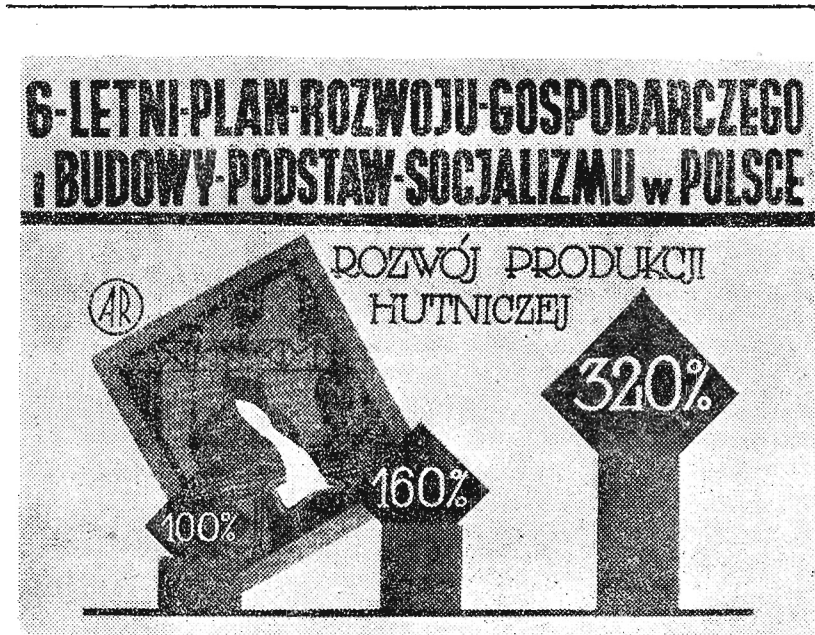 6-LETNI-PLAN-ROZWOJU-GOSPODARCZEGO
i BUDOWY-PODSTAW-SOCJALIZMU w POLSCE
ROZWÓJ PRODUKCJI
HUTNICZEJ
AR
100%
160%
320%